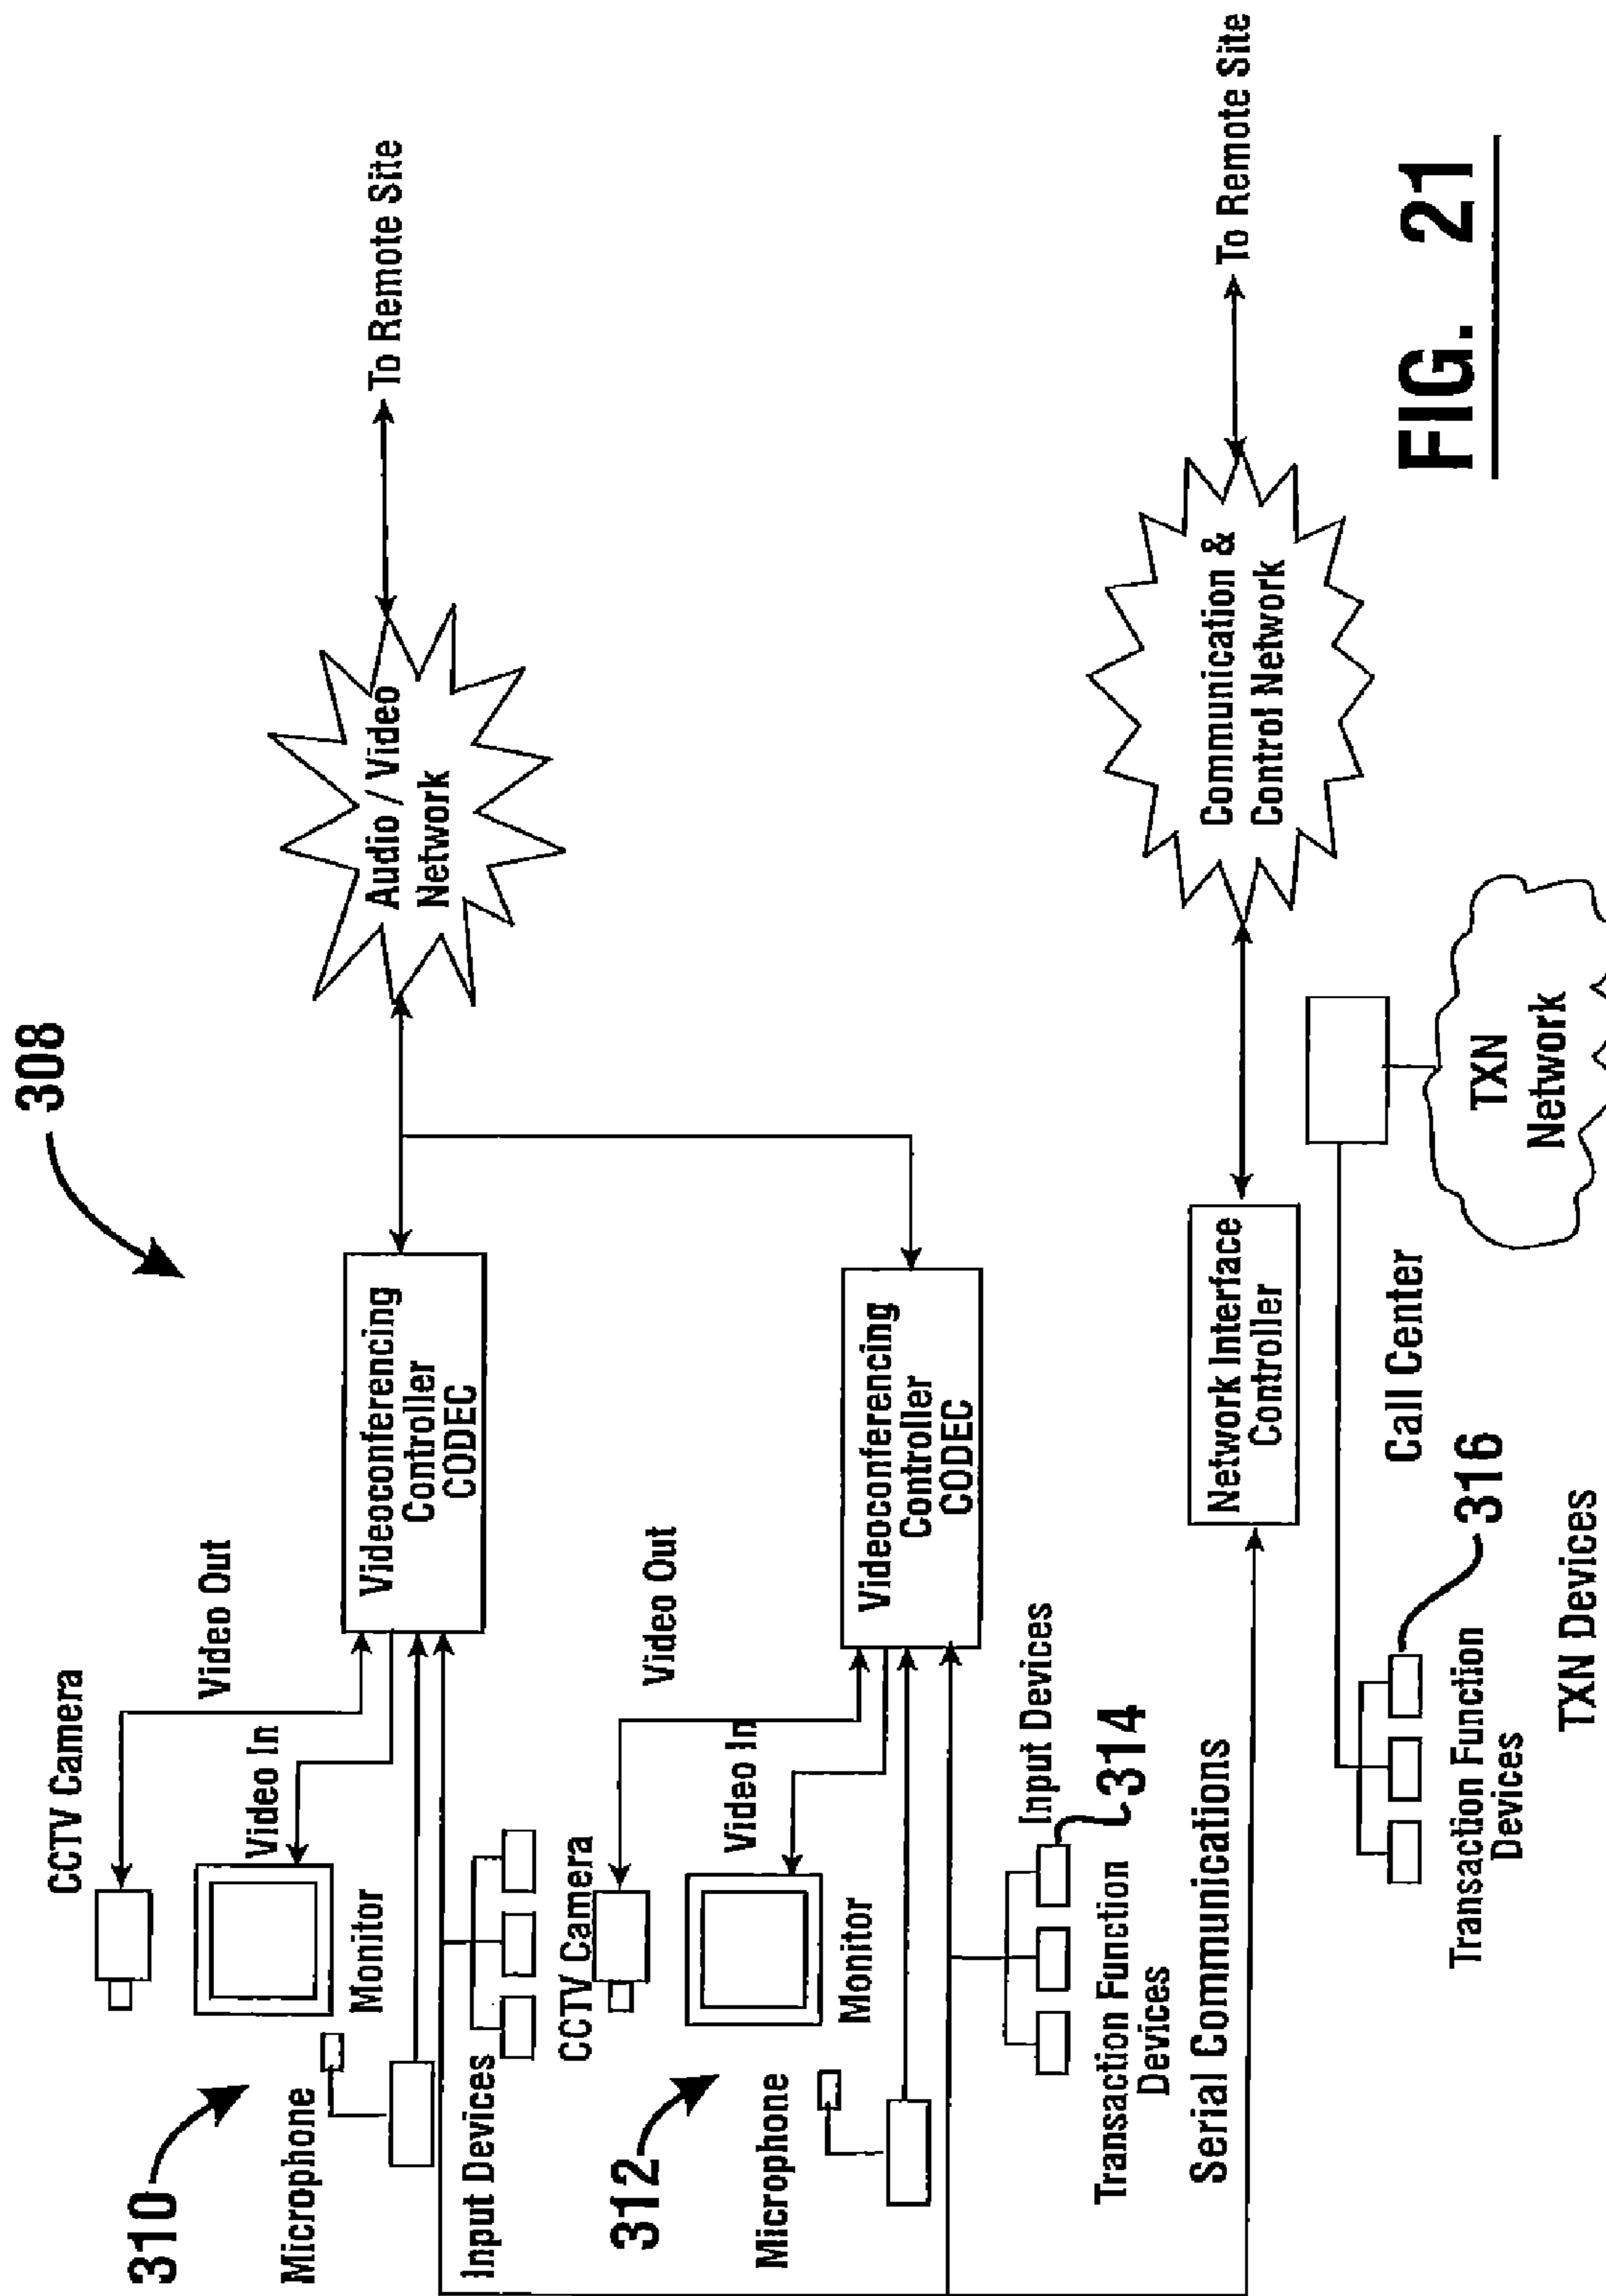 308
310
CCTV Camera
Video Out
Video In
Monitor
Microphone
Input Devices
Videoconferencing
Controller
CODEC
Audio / Video
Network
To Remote Site
312
CCTV Camera
Video Out
Video In
Monitor
Microphone
Input Devices
314
Transaction Function
Devices
Videoconferencing
Controller
CODEC
Serial Communications
Network Interface
Controller
Communication &
Control Network
To Remote Site
Call Center
316
Transaction Function
Devices
TXN Devices
TXN
Network
FIG. 21